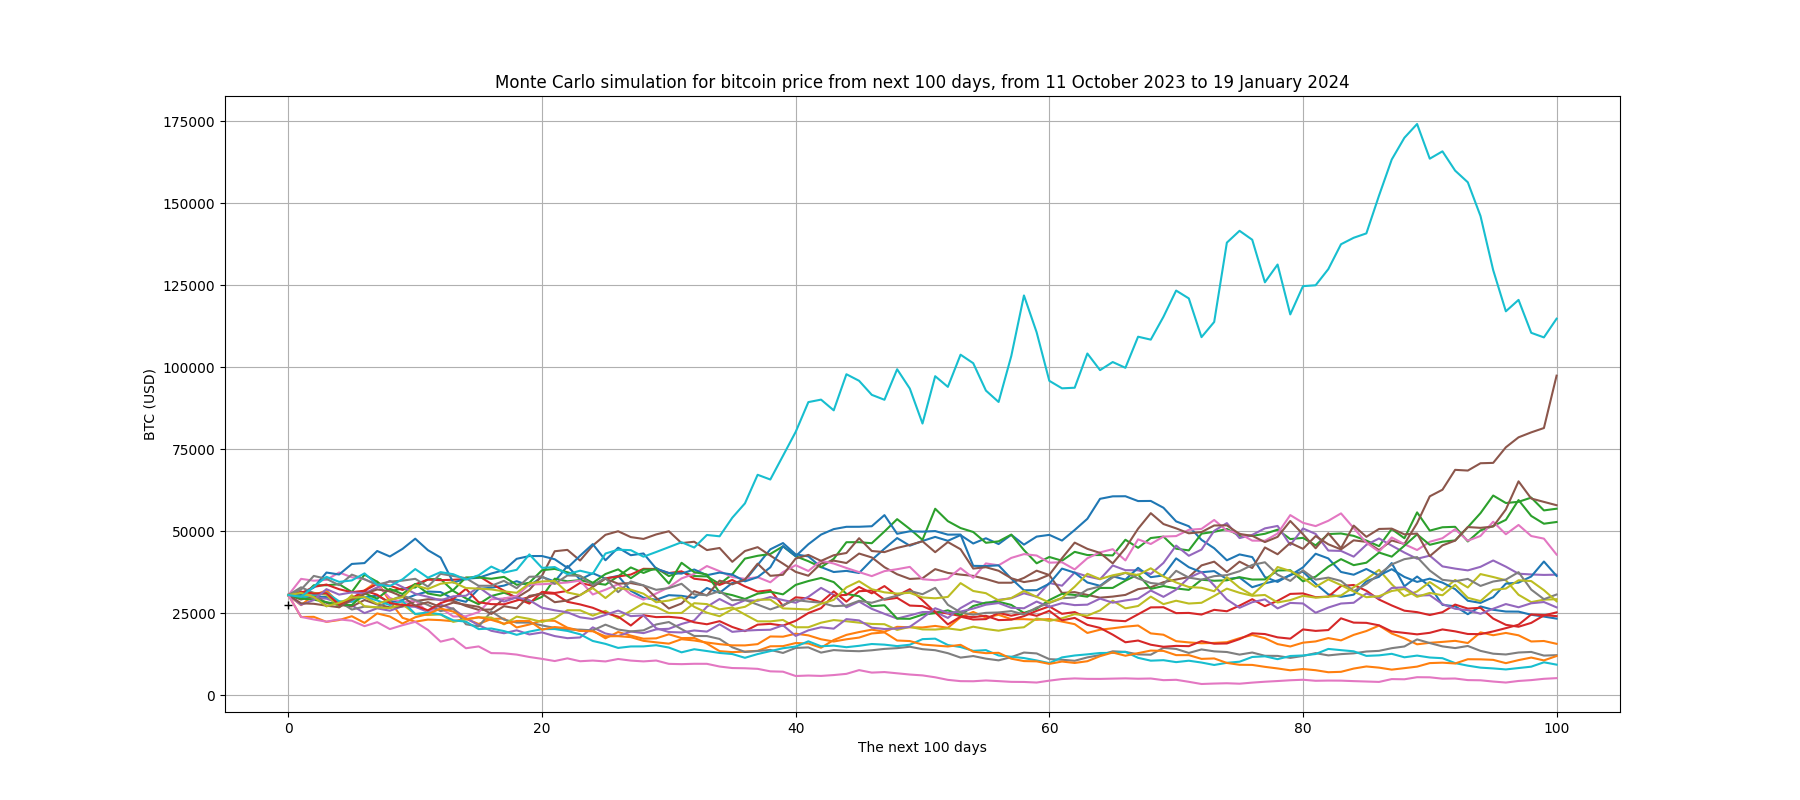 Monte Carlo simulation for bitcoin price from next 100 days, from 11 October 2023 to 19 January 2024
175000
150000
125000
100000
75000
50000
25000
0
BTC (USD)
0 20 40 60 80 100
The next 100 days